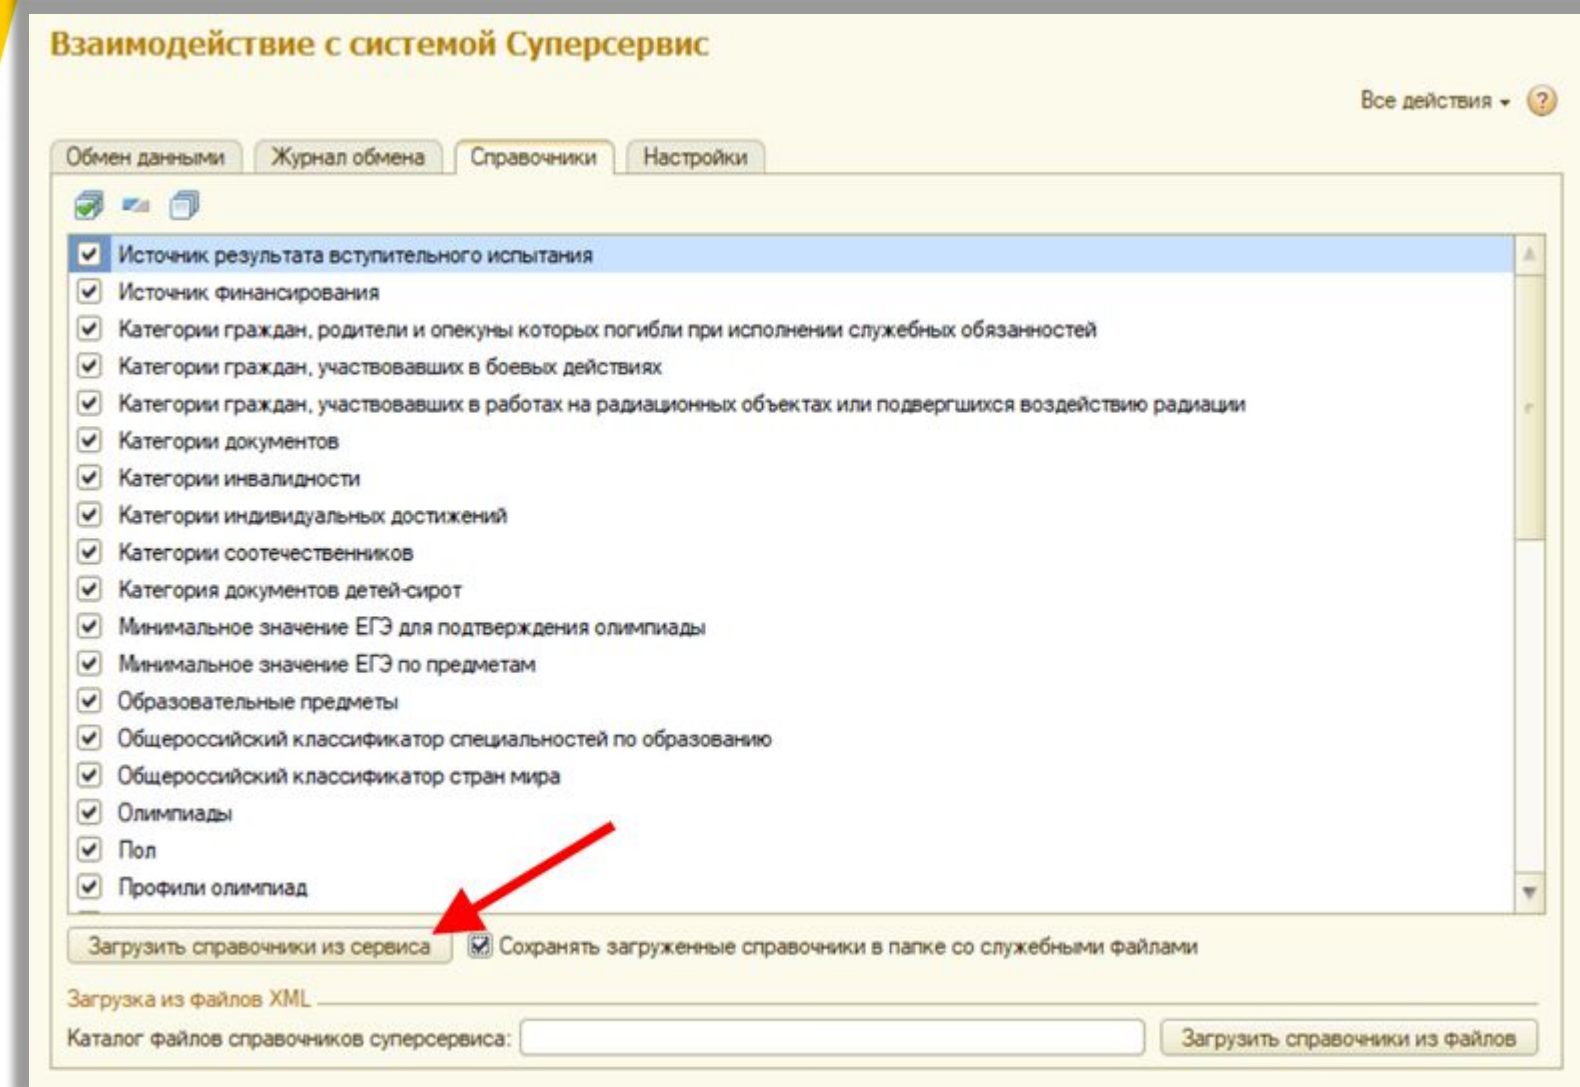 Взаимодействие с системой Суперсервис
Все действия ?
Обмен данными Журнал обмена Справочники Настройки
Источник результата вступительного испытания
Источник финансирования
Категории граждан, родители и опекуны которых погибли при исполнении служебных обязанностей
Категории граждан, участвовавших в боевых действиях
Категории граждан, участвовавших в работах на радиационных объектах или подвергшихся воздействию радиации
Категории документов
Категории инвалидности
Категории индивидуальных достижений
Категории соотечественников
Категория документов детей-сирот
Минимальное значение ЕГЭ для подтверждения олимпиады
Минимальное значение ЕГЭ по предметам
Образовательные предметы
Общероссийский классификатор специальностей по образованию
Общероссийский классификатор стран мира
Олимпиады
Пол
Профили олимпиад
Загрузить справочники из сервиса Сохранять загруженные справочники в папке со служебными файлами
Загрузка из файлов XML
Каталог файлов справочников суперсервиса: Загрузить справочники из файлов